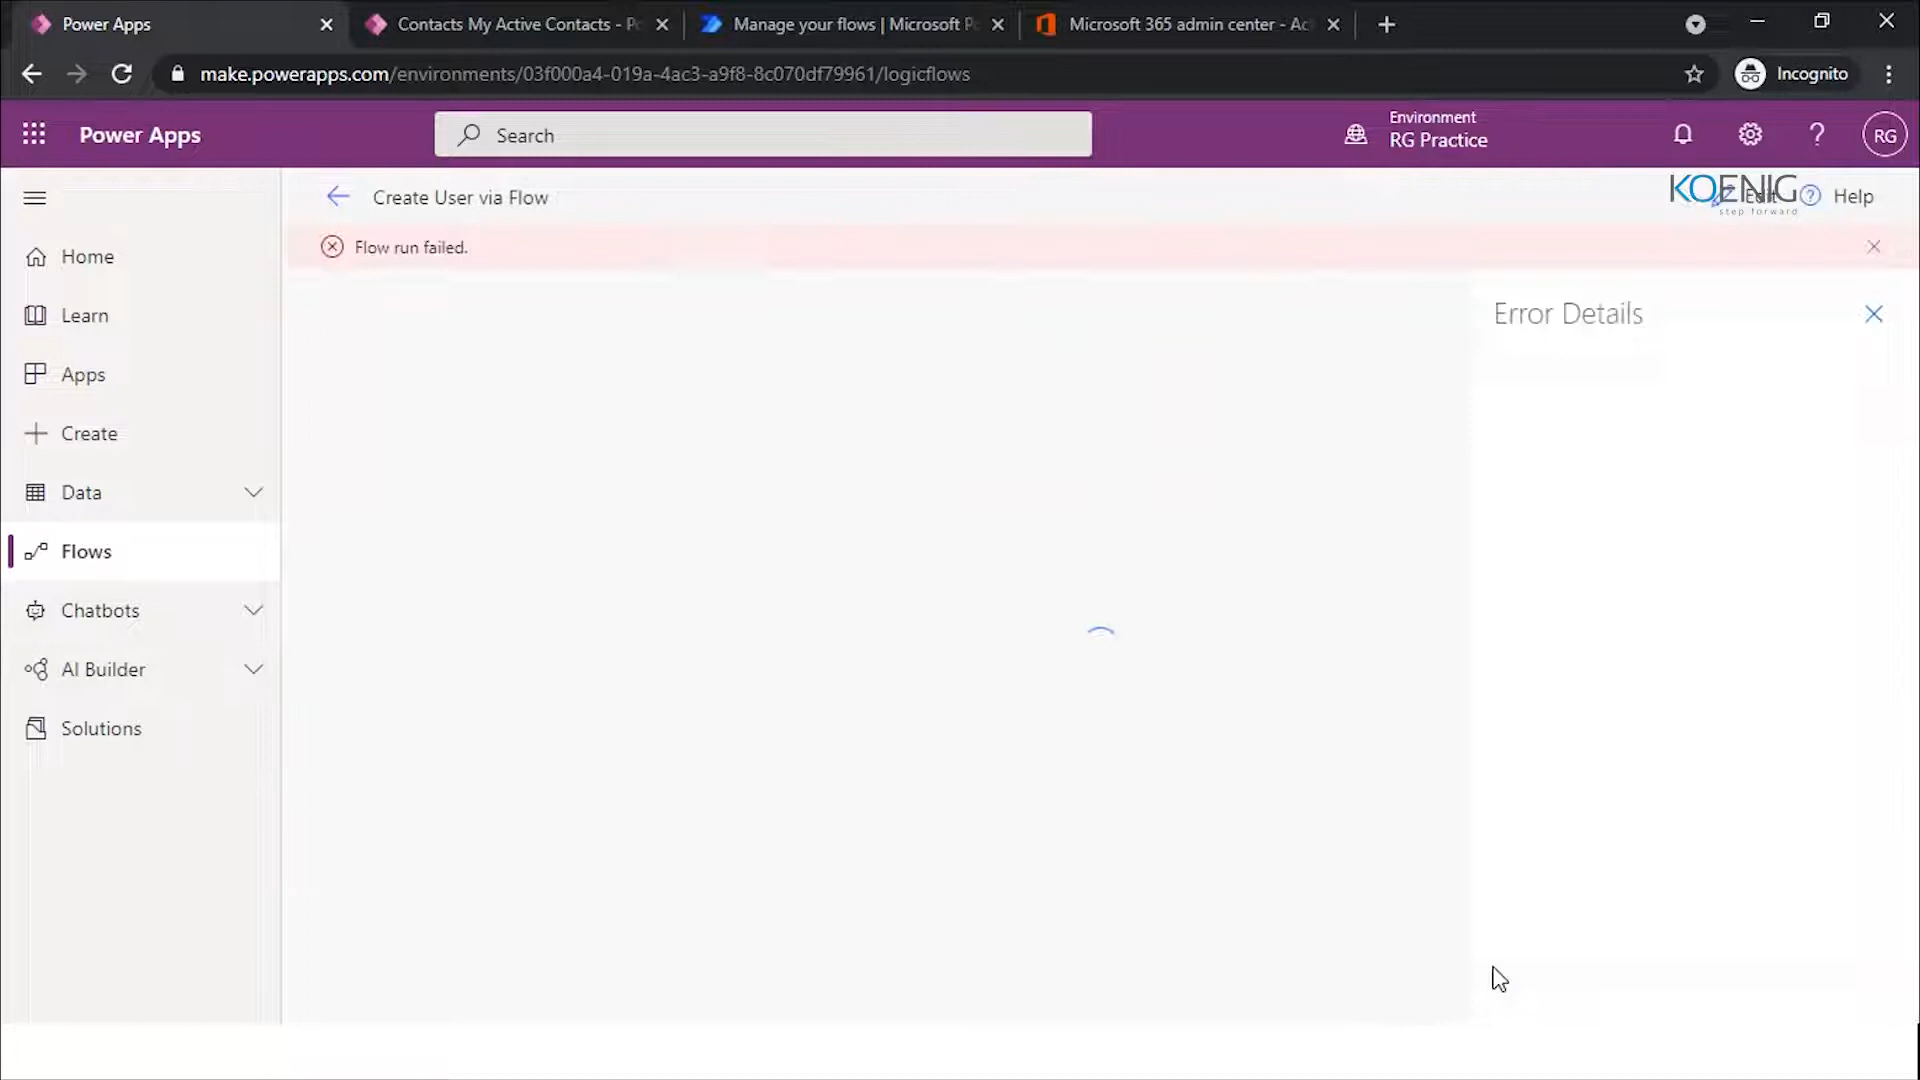 Power Apps
Contacts My Active Contacts - Po
Manage your flows | Microsoft P
Microsoft 365 admin center - Ac
make.powerapps.com/environments/03f000a4-019a-4ac3-a9f8-8c070df79961/logicflows
Incognito
Power Apps
Search
Environment
RG Practice
?
RG
Create User via Flow
KOENIG
step forward
Edit
Help
Flow run failed.
Home
Learn
Apps
Create
Data
Flows
Chatbots
AI Builder
Solutions
Error Details